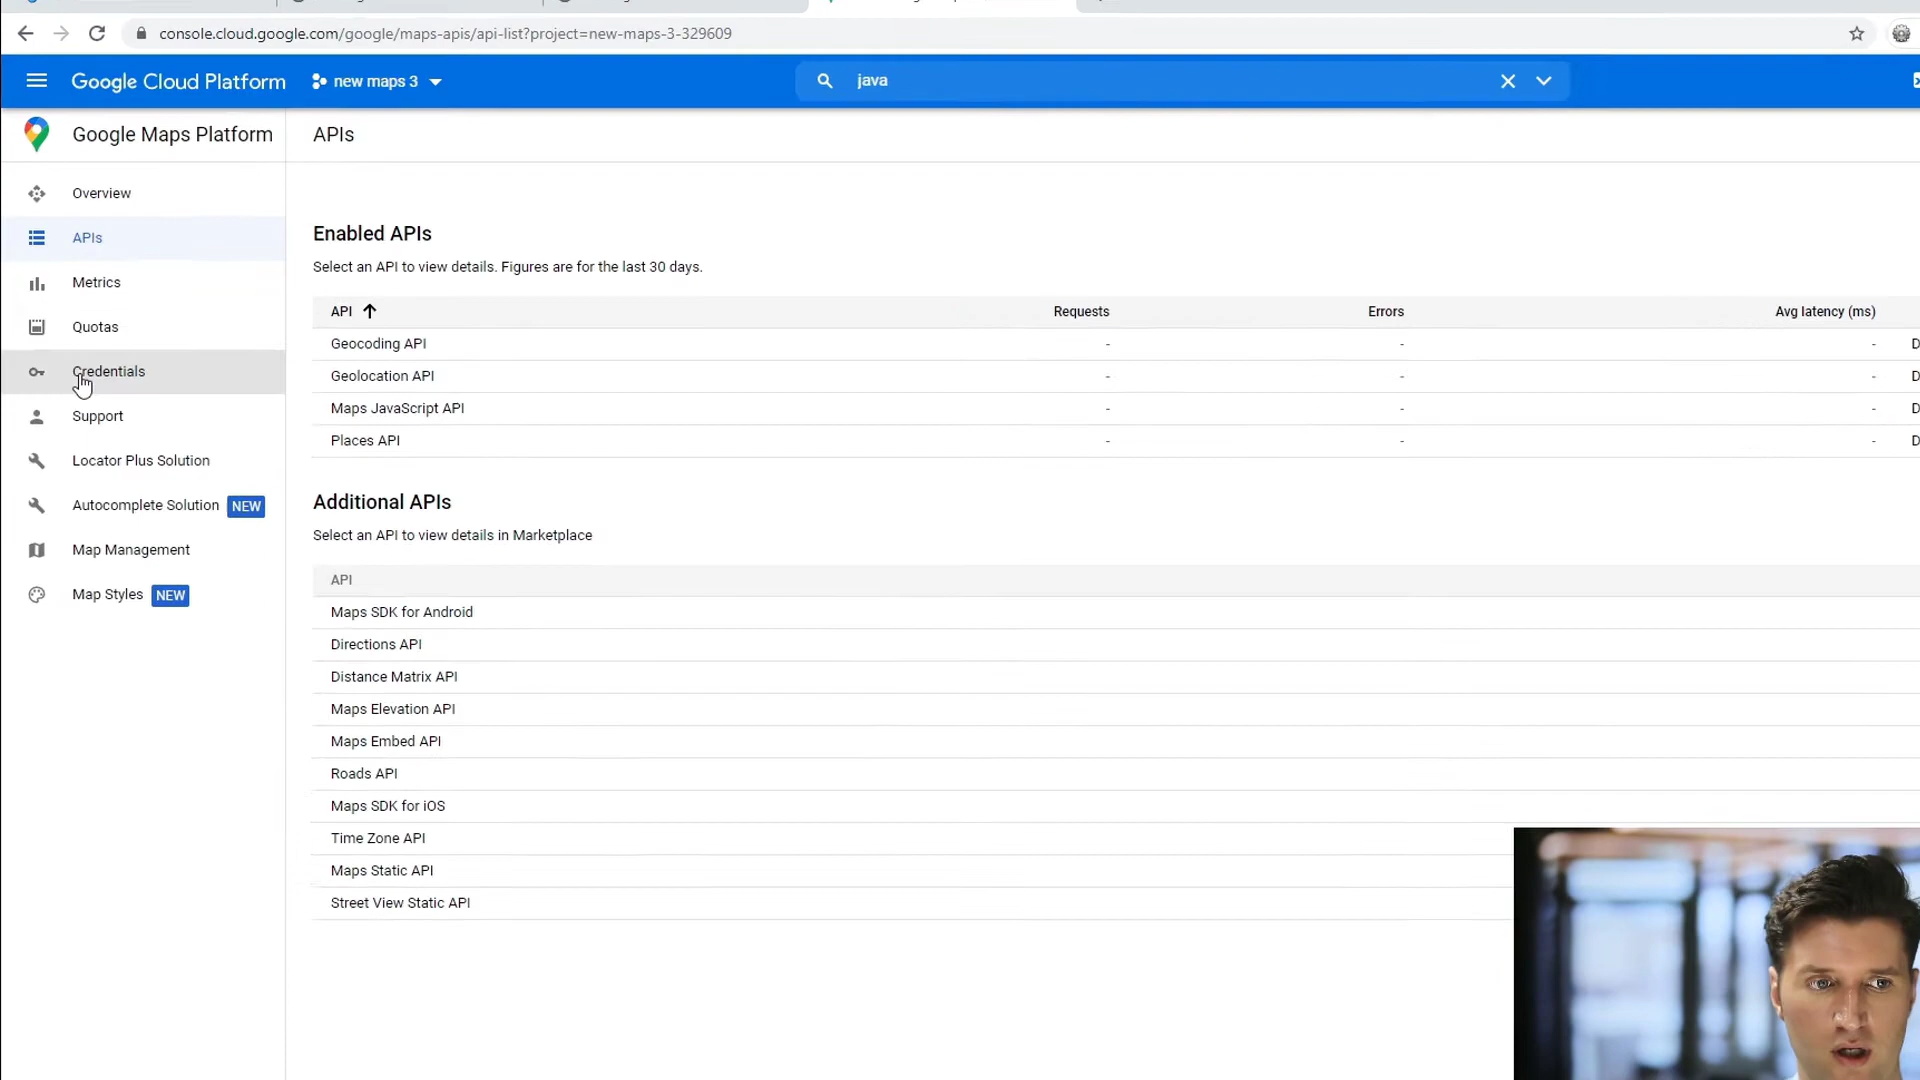 console.cloud.google.com/google/maps-apis/api-list?project=new-maps-3-329609
Google Cloud Platform new maps 3 java
Google Maps Platform APIs
Overview
APIs
Metrics
Quotas
Credentials
Support
Locator Plus Solution
Autocomplete Solution NEW
Map Management
Map Styles NEW
Enabled APIs
Select an API to view details. Figures are for the last 30 days.
API Requests Errors Avg latency (ms)
Geocoding API - - - D
Geolocation API - - - D
Maps JavaScript API - - - D
Places API - - - D
Additional APIs
Select an API to view details in Marketplace
API
Maps SDK for Android
Directions API
Distance Matrix API
Maps Elevation API
Maps Embed API
Roads API
Maps SDK for iOS
Time Zone API
Maps Static API
Street View Static API